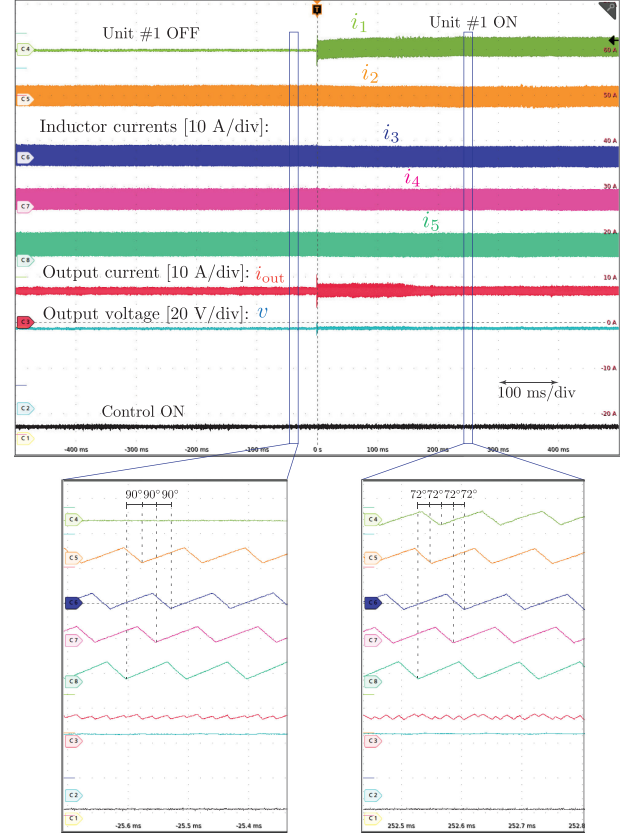 T
Unit #1 OFF
i1
Unit #1 ON
C4
60 A
i2
C5
50 A
Inductor currents [10 A/div]:
i3
40 A
C6
i4
30 A
C7
i5
20 A
C8
Output current [10 A/div]: iout
10 A
Output voltage [20 V/div]: v
C3
0 A
-10 A
100 ms/div
C2
Control ON
-20 A
C1
-400 ms -300 ms -200 ms -100 ms 0 s 100 ms 200 ms 300 ms 400 ms
90°90°90°
C4
C5
C6
C7
C8
C3
C2
C1
-25.6 ms -25.5 ms -25.4 ms
72°72°72°72°
C4
C5
C6
C7
C8
C3
C2
C1
252.5 ms 252.6 ms 252.7 ms 252.8